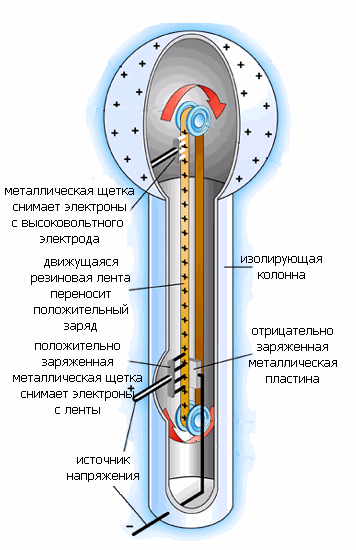 металлическая щетка
снимает электроны
с высоковольтного
электрода
движущаяся
резиновая лента
переносит
положительный
заряд
изолирующая
колонна
положительно
заряженная
металлическая щетка
снимает электроны
с ленты
отрицательно
заряженная
металлическая
пластина
источник
напряжения